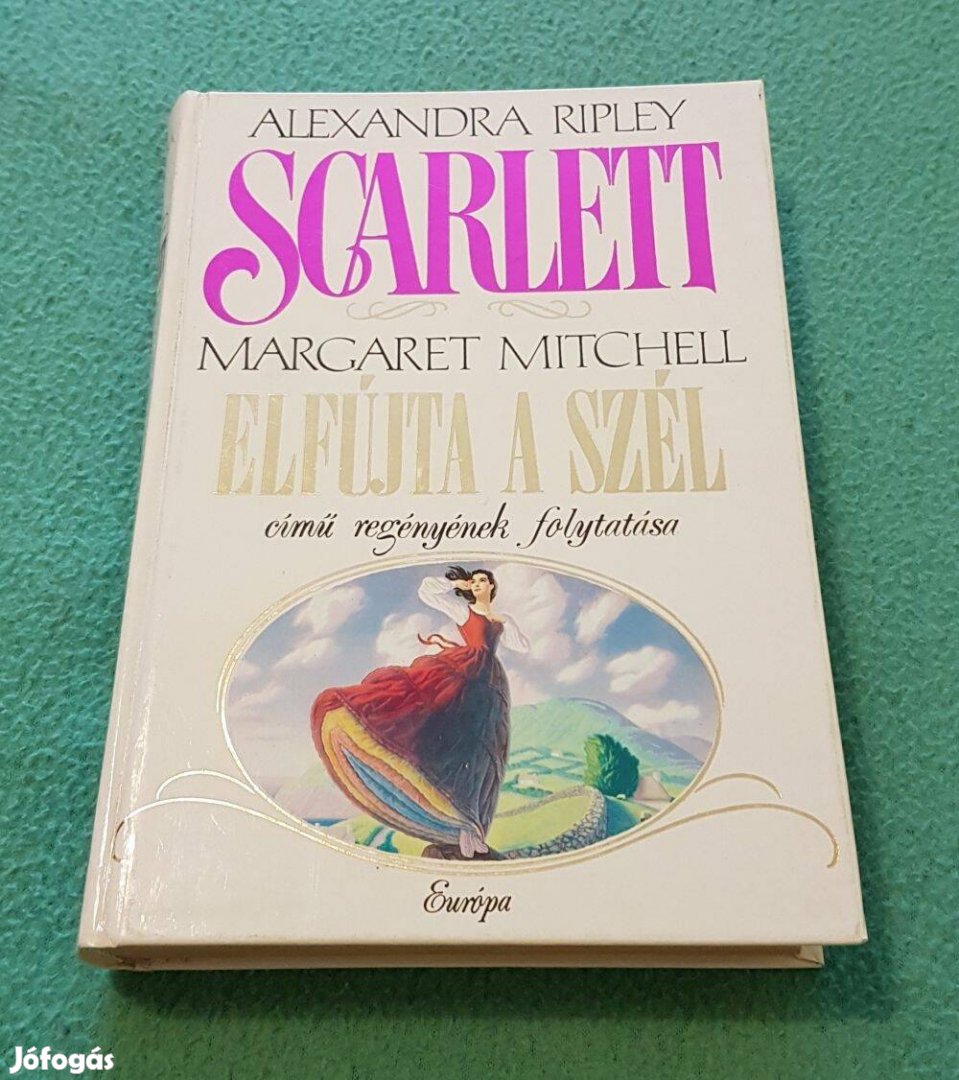 ALEXANDRA RIPLEY
SCARLETT
MARGARET MITCHELL
ELFÚJTA A SZÉL
című regényének folytatása
Európa
Jófogás